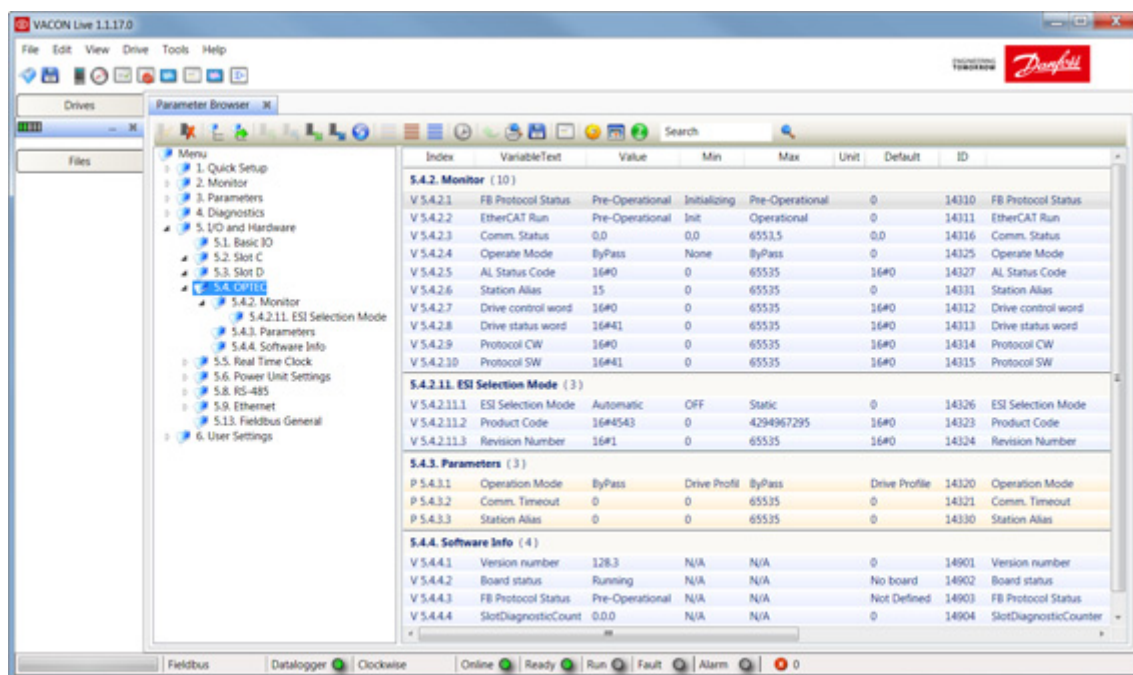 VACON Live 1.1.17.0
File Edit View Drive Tools Help
ENGINEERING TOMORROW
Danfoss
Drives
Files
Parameter Browser
Search
Menu
1. Quick Setup
2. Monitor
3. Parameters
4. Diagnostics
5. I/O and Hardware
5.1. Basic IO
5.2. Slot C
5.3. Slot D
5.4. OPTEC
5.4.2. Monitor
5.4.2.11. ESI Selection Mode
5.4.3. Parameters
5.4.4. Software Info
5.5. Real Time Clock
5.6. Power Unit Settings
5.8. RS-485
5.9. Ethernet
5.13. Fieldbus General
6. User Settings
Index VariableText Value Min Max Unit Default ID
5.4.2. Monitor (10)
V 5.4.2.1 FB Protocol Status Pre-Operational Initializing Pre-Operational 0 14310 FB Protocol Status
V 5.4.2.2 EtherCAT Run Pre-Operational Init Operational 0 14311 EtherCAT Run
V 5.4.2.3 Comm. Status 0,0 0,0 6553,5 0,0 14316 Comm. Status
V 5.4.2.4 Operate Mode ByPass None ByPass 0 14325 Operate Mode
V 5.4.2.5 AL Status Code 16#0 0 65535 16#0 14327 AL Status Code
V 5.4.2.6 Station Alias 15 0 65535 0 14331 Station Alias
V 5.4.2.7 Drive control word 16#0 0 65535 16#0 14312 Drive control word
V 5.4.2.8 Drive status word 16#41 0 65535 16#0 14313 Drive status word
V 5.4.2.9 Protocol CW 16#0 0 65535 16#0 14314 Protocol CW
V 5.4.2.10 Protocol SW 16#41 0 65535 16#0 14315 Protocol SW
5.4.2.11. ESI Selection Mode (3)
V 5.4.2.11.1 ESI Selection Mode Automatic OFF Static 0 14326 ESI Selection Mode
V 5.4.2.11.2 Product Code 16#4543 0 4294967295 16#0 14323 Product Code
V 5.4.2.11.3 Revision Number 16#1 0 65535 16#0 14324 Revision Number
5.4.3. Parameters (3)
P 5.4.3.1 Operation Mode ByPass Drive Profil ByPass Drive Profile 14320 Operation Mode
P 5.4.3.2 Comm. Timeout 0 0 65535 0 14321 Comm. Timeout
P 5.4.3.3 Station Alias 0 0 65535 0 14330 Station Alias
5.4.4. Software Info (4)
V 5.4.4.1 Version number 128.3 N/A N/A 0 14901 Version number
V 5.4.4.2 Board status Running N/A N/A No board 14902 Board status
V 5.4.4.3 FB Protocol Status Pre-Operational N/A N/A Not Defined 14903 FB Protocol Status
V 5.4.4.4 SlotDiagnosticCount 0.0.0 N/A N/A 0 14904 SlotDiagnosticCounter
Fieldbus Datalogger Clockwise Online Ready Run Fault Alarm 0